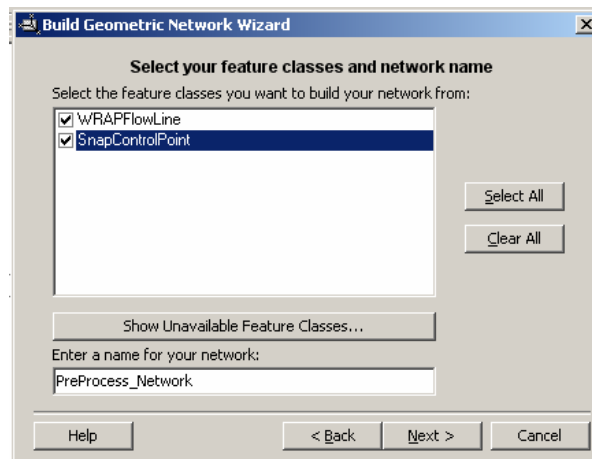 Build Geometric Network Wizard
Select your feature classes and network name
Select the feature classes you want to build your network from:
WRAPFlowLine
SnapControlPoint
Select All
Clear All
Show Unavailable Feature Classes...
Enter a name for your network:
PreProcess_Network
Help
< Back
Next >
Cancel